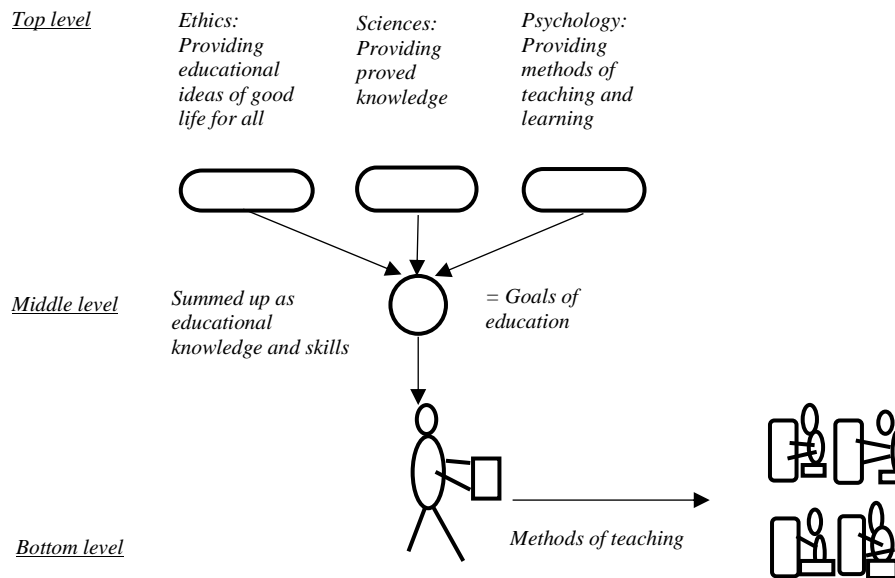 Top level
Ethics:
Providing
educational
ideas of good
life for all
Sciences:
Providing
proved
knowledge
Psychology:
Providing
methods of
teaching and
learning
Middle level
Summed up as
educational
knowledge and skills
= Goals of
education
Methods of teaching
Bottom level